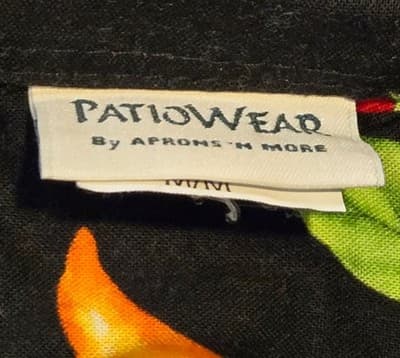 PATIOWEAR
By APRONS 'N MORE
M/M